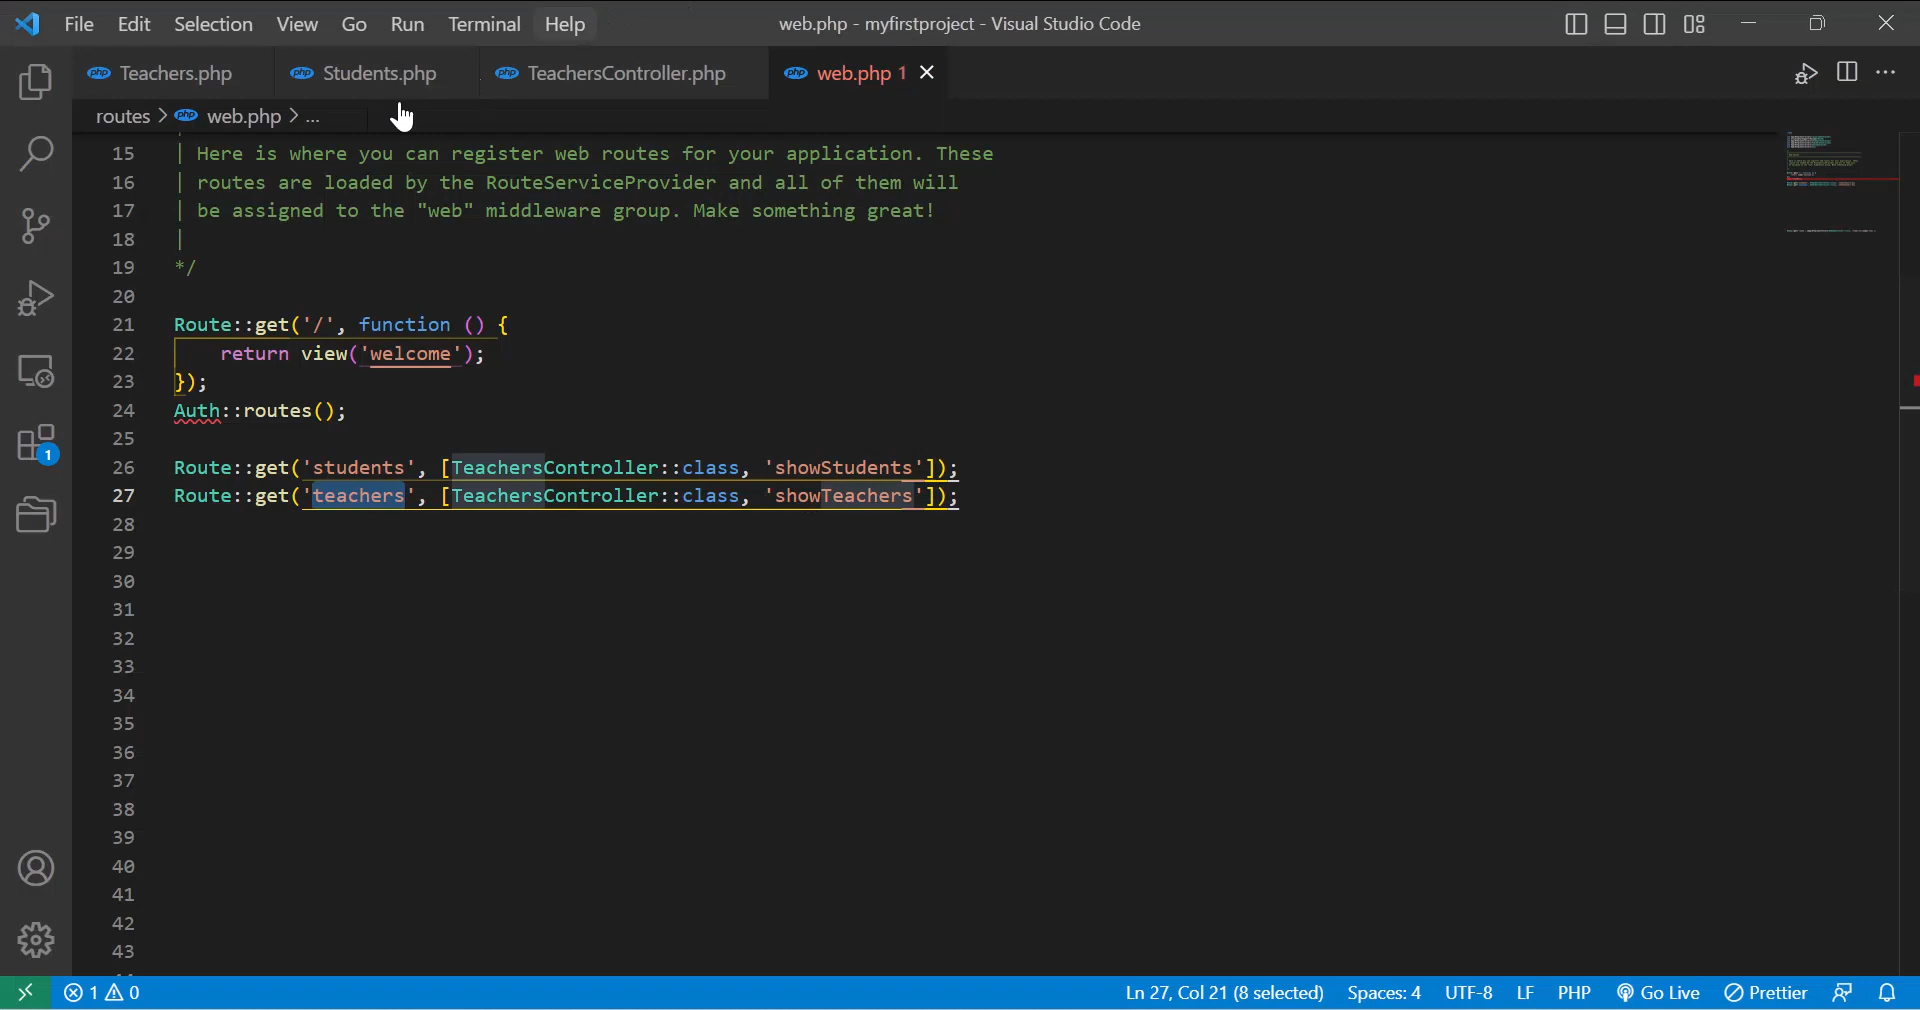 File Edit Selection View Go Run Terminal Help web.php - myfirstproject - Visual Studio Code
php Teachers.php php Students.php php TeachersController.php php web.php 1
routes > php web.php > ...
15 | Here is where you can register web routes for your application. These
16 | routes are loaded by the RouteServiceProvider and all of them will
17 | be assigned to the "web" middleware group. Make something great!
18 |
19 */
20
21 Route::get('/', function () {
22 return view('welcome');
23 });
24 Auth::routes();
25
26 Route::get('students', [TeachersController::class, 'showStudents']);
27 Route::get('teachers', [TeachersController::class, 'showTeachers']);
28
29
30
31
32
33
34
35
36
37
38
39
40
41
42
43
1
1 0 Ln 27, Col 21 (8 selected) Spaces: 4 UTF-8 LF PHP Go Live Prettier